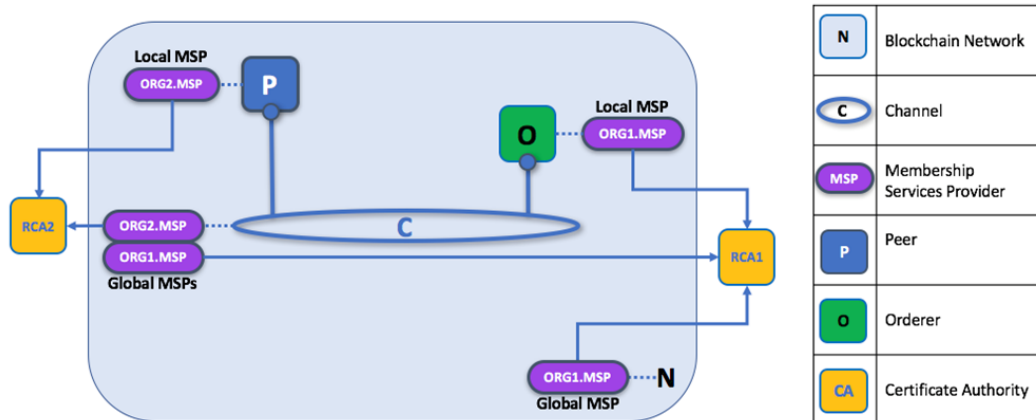 Local MSP
ORG2.MSP
P
Local MSP
O
ORG1.MSP
RCA2
ORG2.MSP
C
ORG1.MSP
RCA1
Global MSPs
ORG1.MSP
N
Global MSP
N
Blockchain Network
C
Channel
MSP
Membership
Services Provider
P
Peer
O
Orderer
CA
Certificate Authority